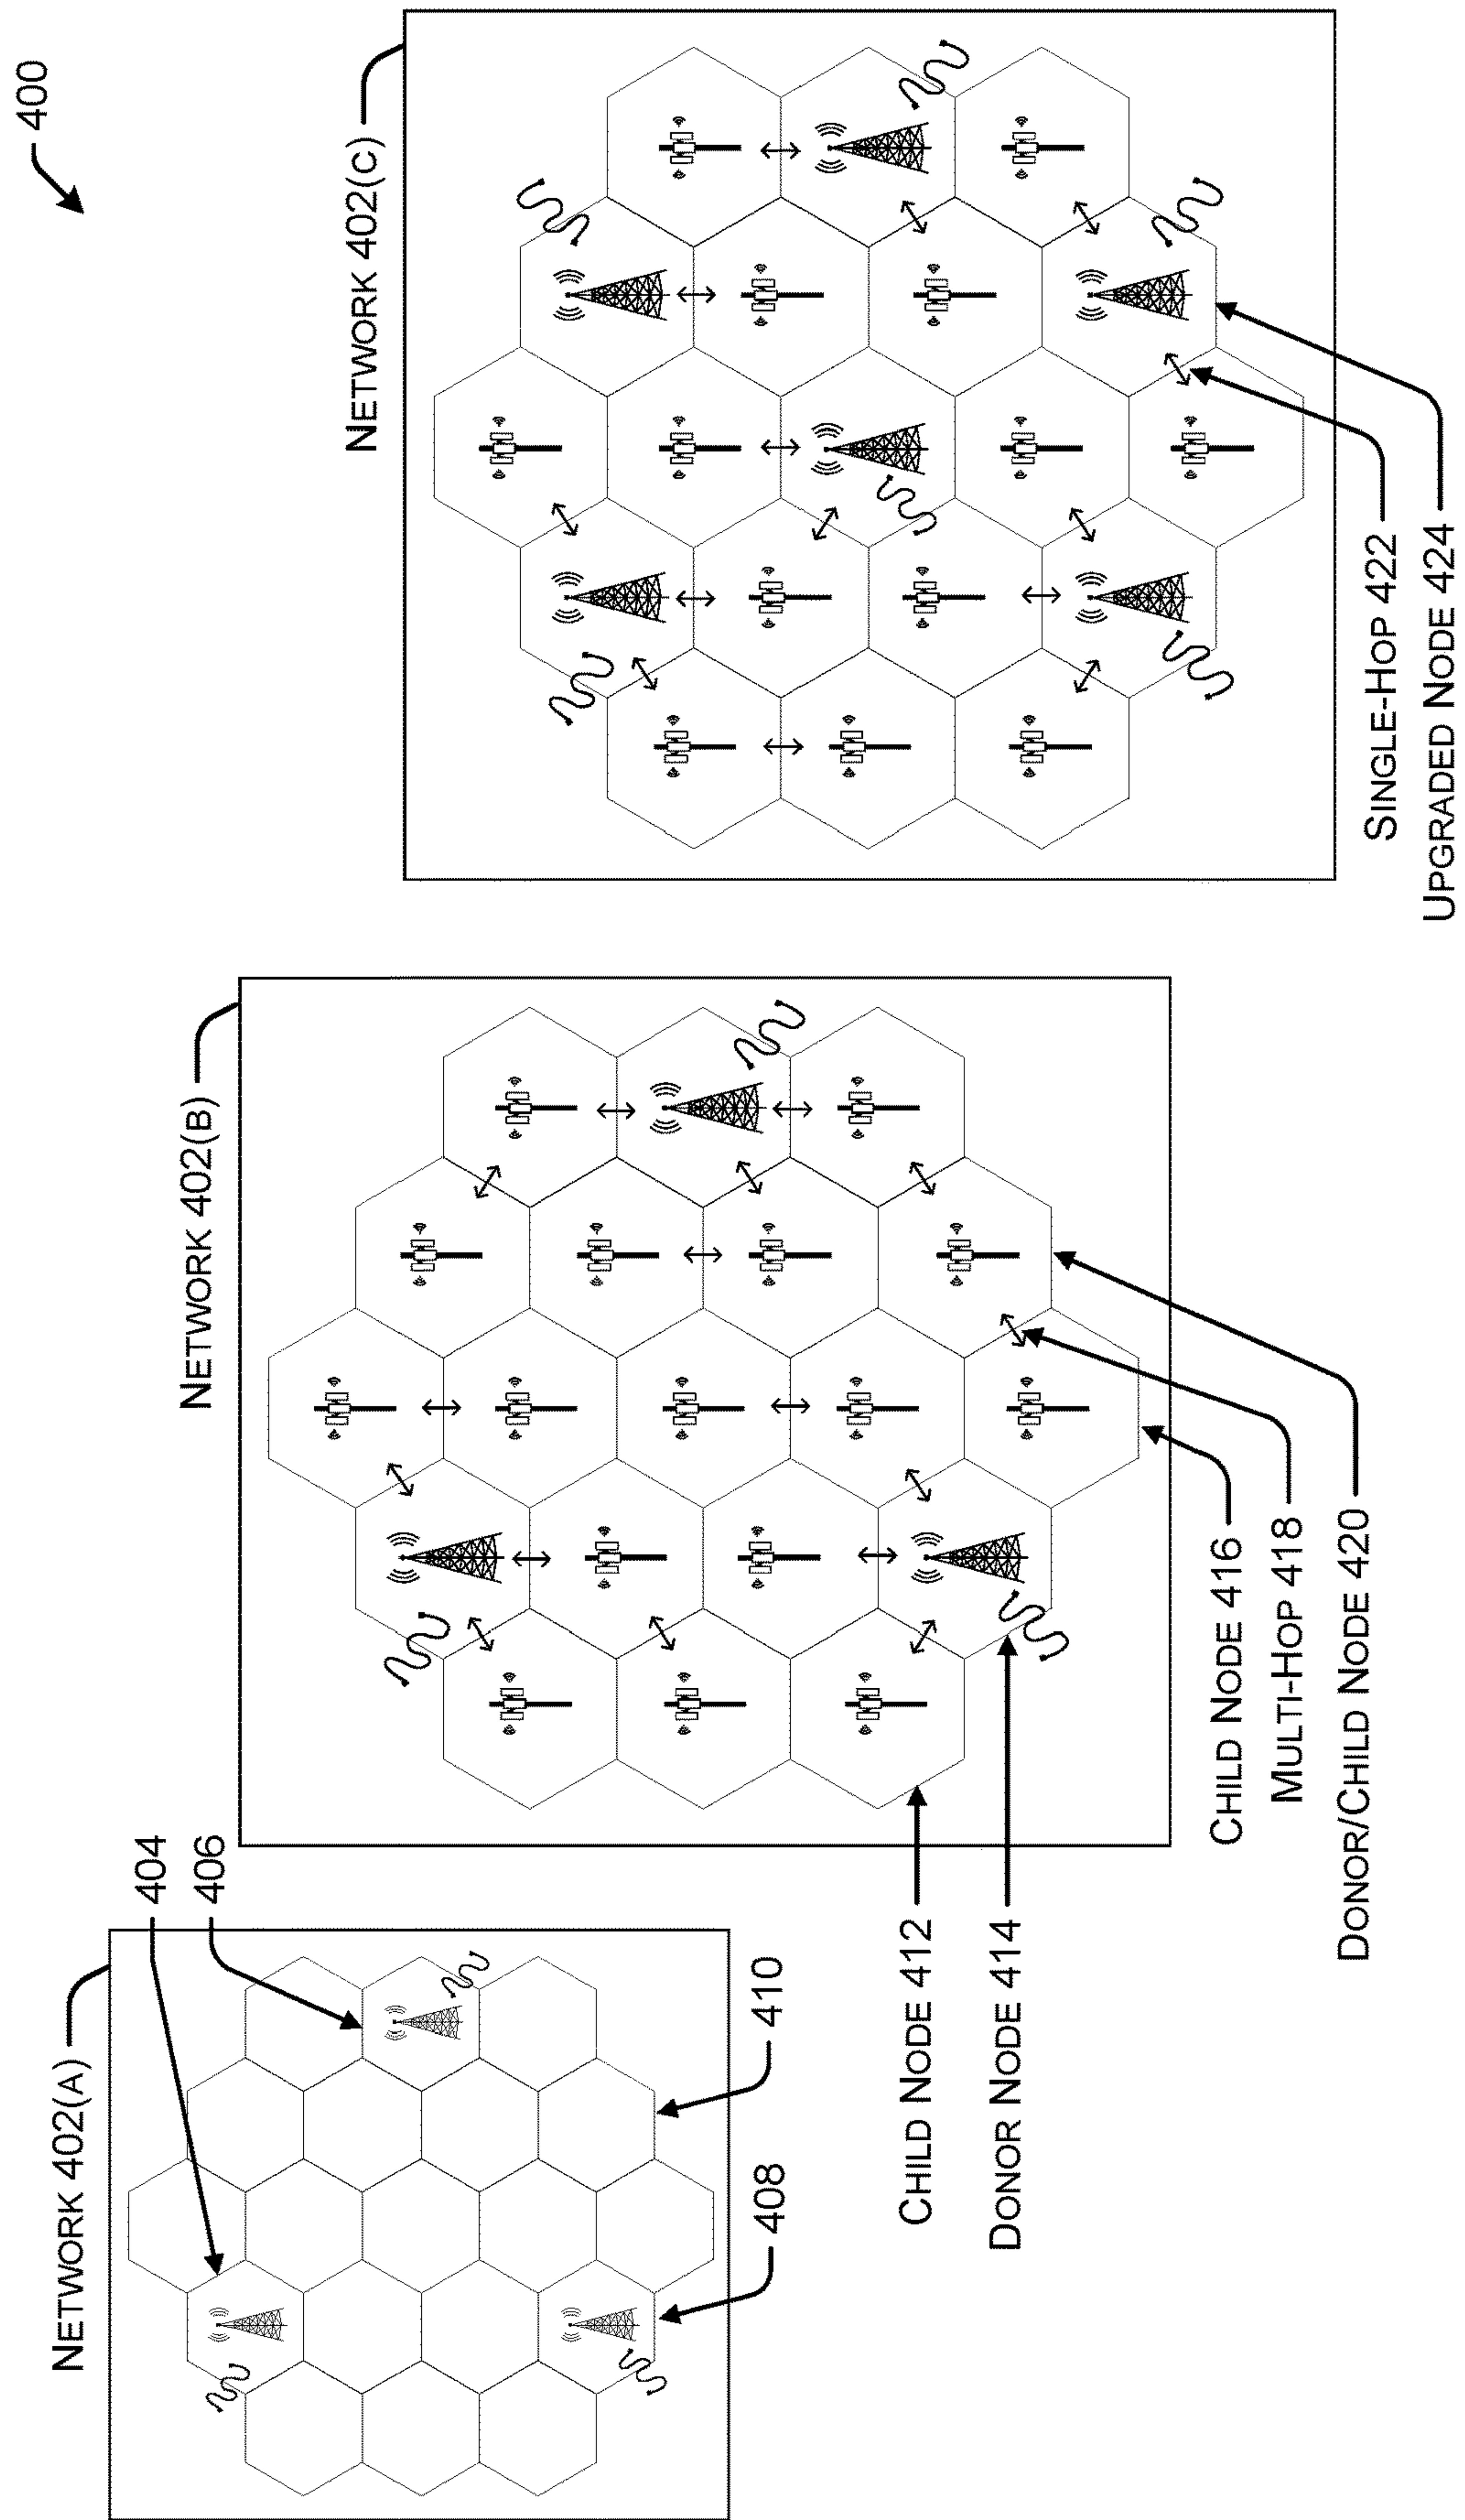 400
NETWORK 402(A)
404
406
410
408
NETWORK 402(B)
CHILD NODE 412
DONOR NODE 414
CHILD NODE 416
MULTI-HOP 418
DONOR/CHILD NODE 420
NETWORK 402(C)
SINGLE-HOP 422
UPGRADED NODE 424